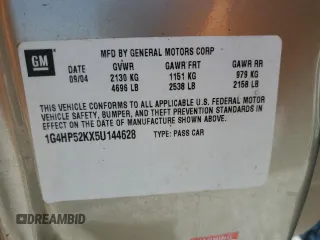 GM
MFD BY GENERAL MOTORS CORP
DATE GVWR GAWR FRT GAWR RR
09/04 2130 KG 1151 KG 979 KG
4696 LB 2538 LB 2158 LB
THIS VEHICLE CONFORMS TO ALL APPLICABLE U.S. FEDERAL MOTOR
VEHICLE SAFETY, BUMPER, AND THEFT PREVENTION STANDARDS IN
EFFECT ON THE DATE OF MANUFACTURE SHOWN ABOVE.
1G4HP52KX5U144628 TYPE: PASS CAR
DREAMBID